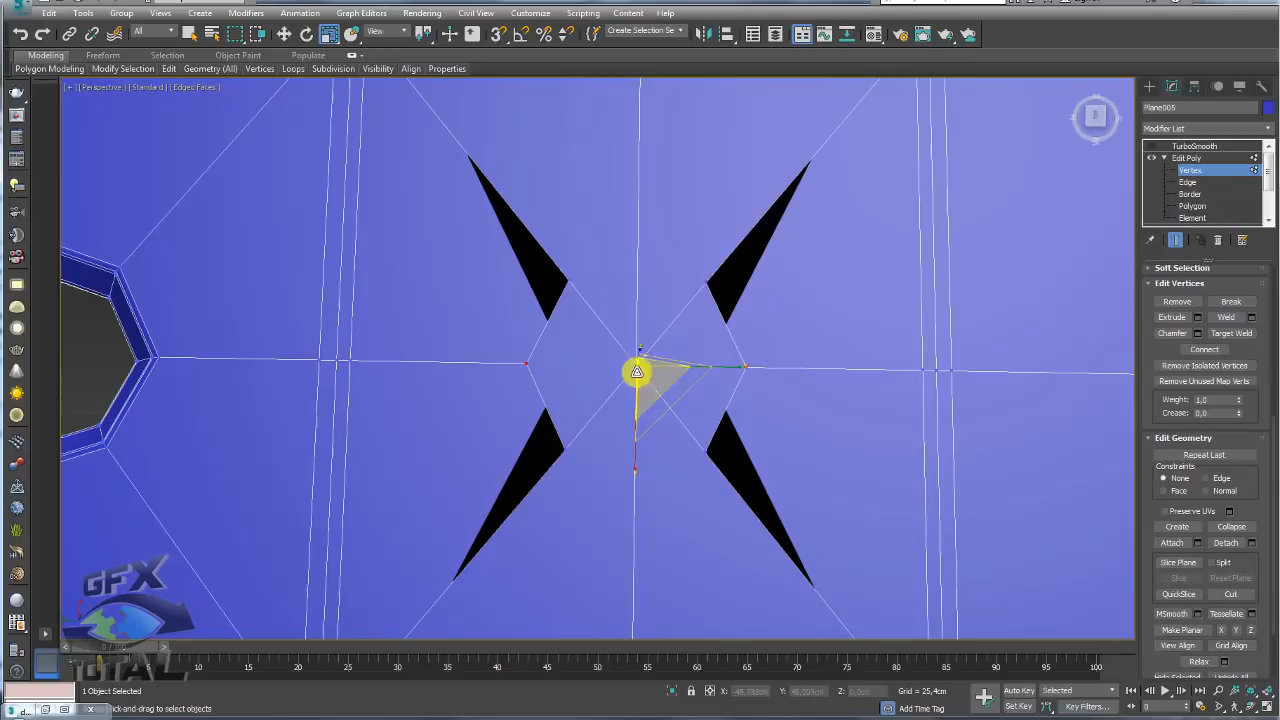 Edit Tools Group Views Create Modifiers Animation Graph Editors Rendering Civil View Customize Scripting Content Help
All View Create Selection Se
Modeling Freeform Selection Object Paint Populate
Polygon Modeling Modify Selection Edit Geometry (All) Vertices Loops Subdivision Visibility Align Properties
[ + ] [ Perspective ] [ Standard ] [ Edged Faces ]
Plane005
Modifier List
TurboSmooth
Edit Poly
Vertex
Edge
Border
Polygon
Element
Soft Selection
Edit Vertices
Remove Break
Extrude Weld
Chamfer Target Weld
Connect
Remove Isolated Vertices
Remove Unused Map Verts
Weight: 1,0
Crease: 0,0
Edit Geometry
Repeat Last
Constraints
None Edge
Face Normal
Preserve UVs
Create Collapse
Attach Detach
Slice Plane Split
Slice Reset Plane
QuickSlice Cut
MSmooth Tessellate
Make Planar X Y Z
View Align Grid Align
Relax
GFX
TOTAL
0 / 100
10 15 20 25 30 35 40 45 50 55 60 65 70 75 80 85 90 95 100
1 Object Selected X: Y: Z: 0,0cm Grid = 25,4cm Auto Key Selected
click-and-drag to select objects Add Time Tag Set Key Key Filters... 0